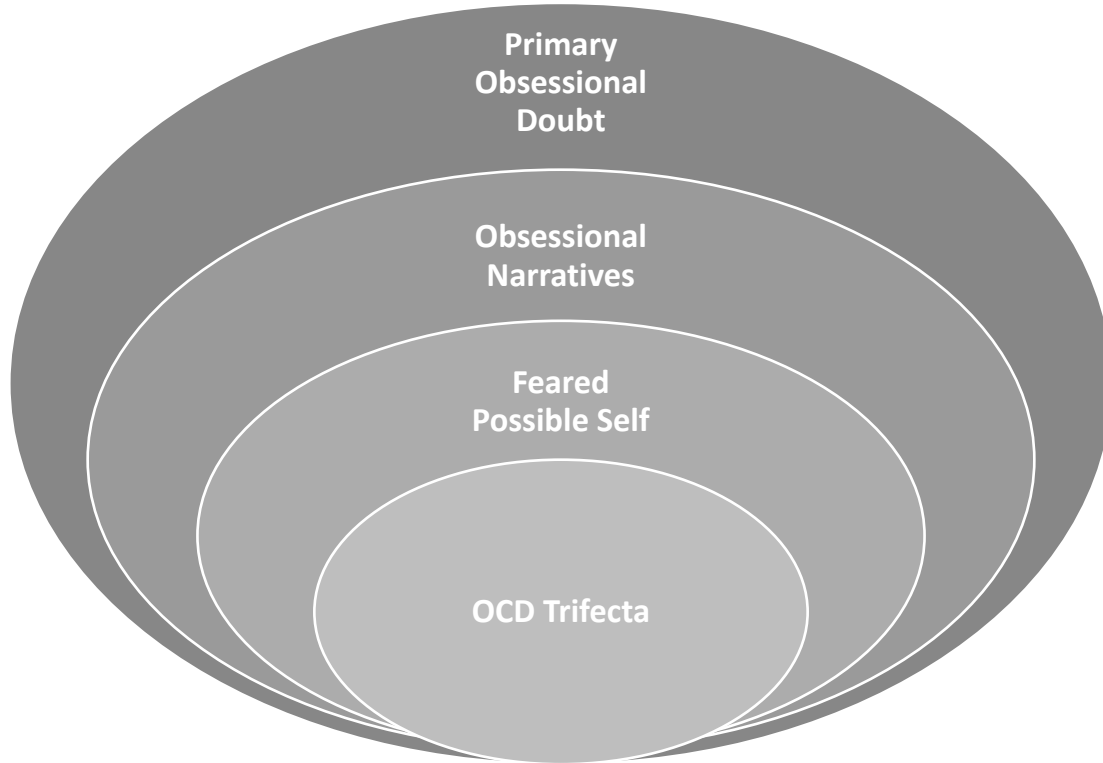 Primary
Obsessional
Doubt
Obsessional
Narratives
Feared
Possible Self
OCD Trifecta